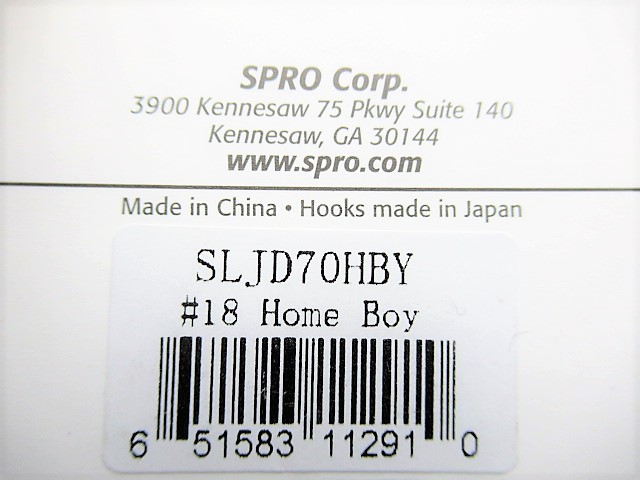 SPRO Corp.
3900 Kennesaw 75 Pkwy Suite 140
Kennesaw, GA 30144
www.spro.com
Made in China • Hooks made in Japan
SLJD70HBY
#18 Home Boy
6 51583 11291 0